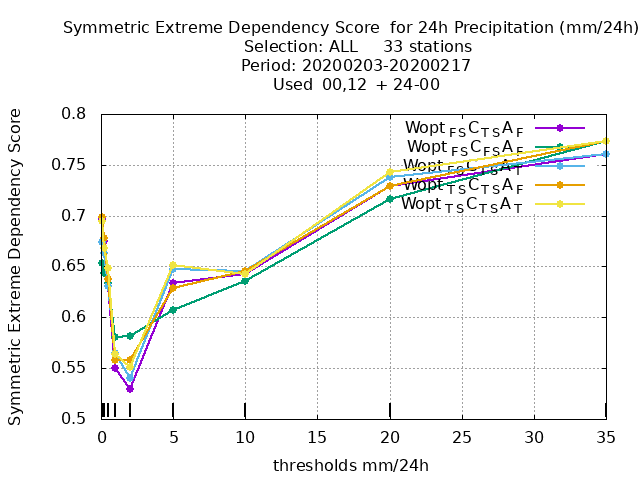 Symmetric Extreme Dependency Score  for 24h Precipitation (mm/24h)
Selection: ALL     33 stations
Period: 20200203-20200217
Used  00,12  + 24-00
Symmetric Extreme Dependency Score
0.8
0.75
0.7
0.65
0.6
0.55
0.5
Wopt FS C TS A F
Wopt FS C FS A F
Wopt FS C TS A T
Wopt TS C TS A F
Wopt TS C TS A T
0 5 10 15 20 25 30 35
thresholds mm/24h